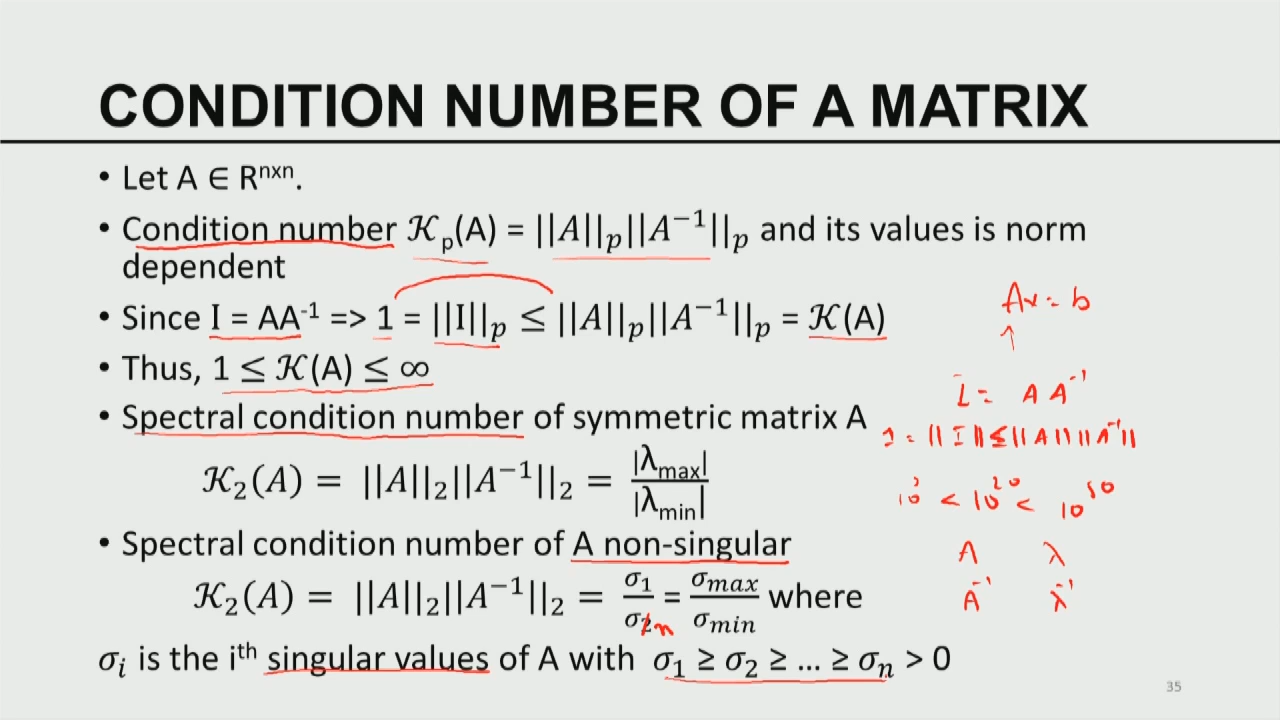 CONDITION NUMBER OF A MATRIX
• Let A ∈ Rⁿˣⁿ.
• Condition number 𝒦ₚ(A) = ||A||ₚ||A⁻¹||ₚ and its values is norm
dependent
• Since I = AA⁻¹ => 1 = ||I||ₚ ≤ ||A||ₚ||A⁻¹||ₚ = 𝒦(A)
Ax = b
↑
• Thus, 1 ≤ 𝒦(A) ≤ ∞
I = A A⁻¹
• Spectral condition number of symmetric matrix A
1 = || I || ≤ || A || || A⁻¹ ||
𝒦₂(A) = ||A||₂||A⁻¹||₂ = |λmax| / |λmin|
< 10²⁰ < 10⁵⁰
• Spectral condition number of A non-singular
A λ
𝒦₂(A) = ||A||₂||A⁻¹||₂ = σ₁/σ₂ n = σmax/σmin where
A⁻¹ λ⁻¹
σᵢ is the iᵗʰ singular values of A with σ₁ ≥ σ₂ ≥ … ≥ σₙ > 0
35